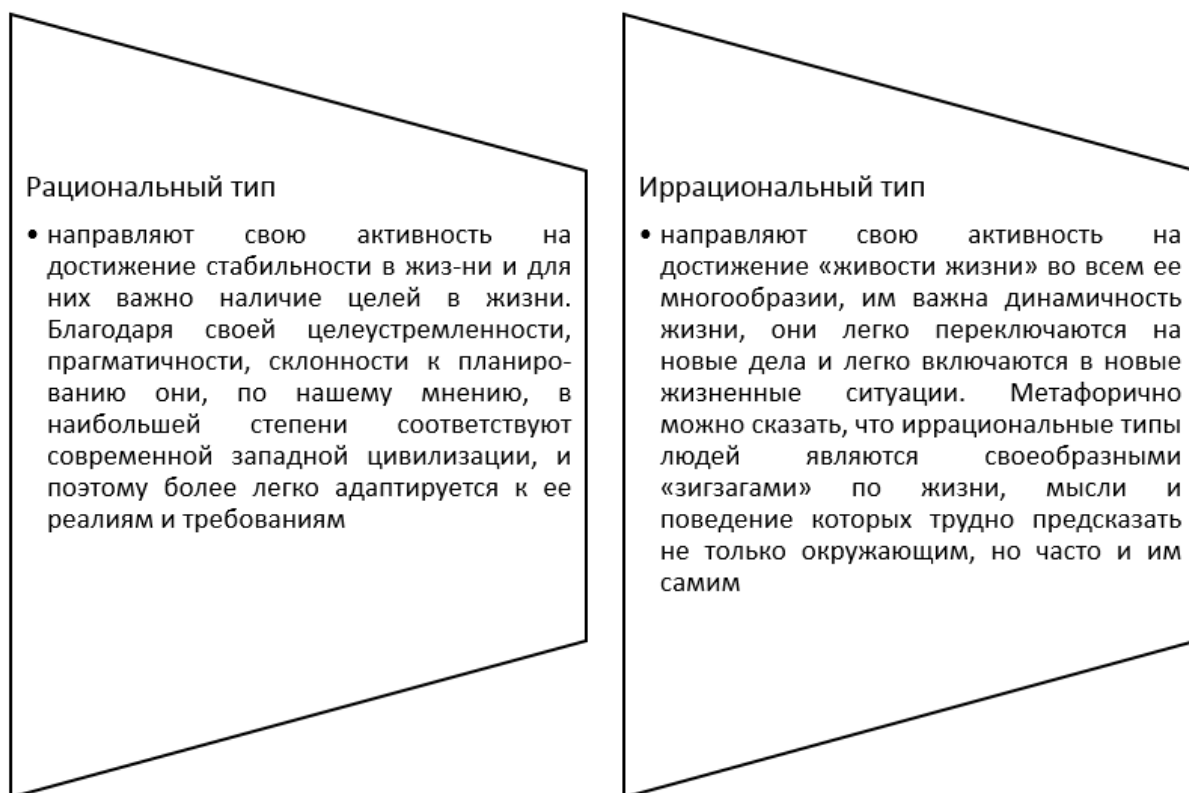 Рациональный тип
• направляют свою активность на
достижение стабильности в жиз-ни и для
них важно наличие целей в жизни.
Благодаря своей целеустремленности,
прагматичности, склонности к планиро-
ванию они, по нашему мнению, в
наибольшей степени соответствуют
современной западной цивилизации, и
поэтому более легко адаптируется к ее
реалиям и требованиям
Иррациональный тип
• направляют свою активность на
достижение «живости жизни» во всем ее
многообразии, им важна динамичность
жизни, они легко переключаются на
новые дела и легко включаются в новые
жизненные ситуации. Метафорично
можно сказать, что иррациональные типы
людей являются своеобразными
«зигзагами» по жизни, мысли и
поведение которых трудно предсказать
не только окружающим, но часто и им
самим